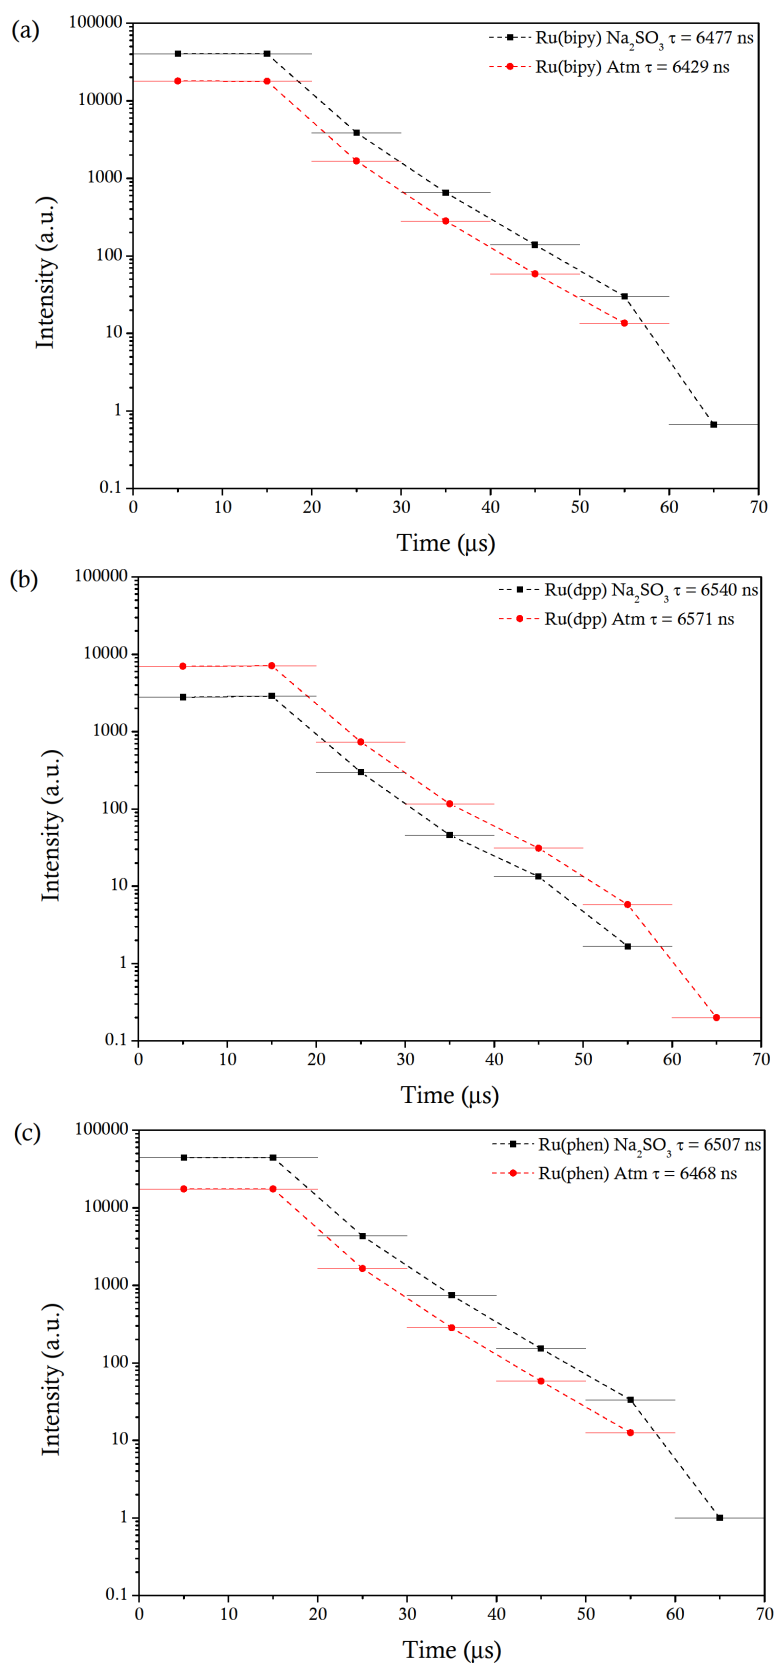 (a)
100000
10000
1000
100
10
1
0.1
Intensity (a.u.)
Ru(bipy) Na₂SO₃ τ = 6477 ns
Ru(bipy) Atm τ = 6429 ns
0 10 20 30 40 50 60 70
Time (µs)
(b)
100000
10000
1000
100
10
1
0.1
Intensity (a.u.)
Ru(dpp) Na₂SO₃ τ = 6540 ns
Ru(dpp) Atm τ = 6571 ns
0 10 20 30 40 50 60 70
Time (µs)
(c)
100000
10000
1000
100
10
1
0.1
Intensity (a.u.)
Ru(phen) Na₂SO₃ τ = 6507 ns
Ru(phen) Atm τ = 6468 ns
0 10 20 30 40 50 60 70
Time (µs)